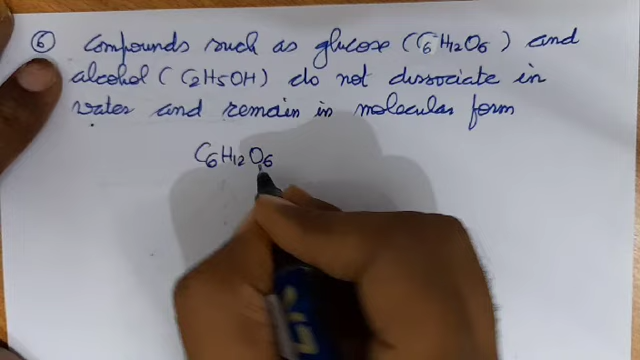 ⑥ Compounds such as glucose (C6H12O6) and
alcohol (C2H5OH) do not dissociate in
water and remain in molecular form
C6H12O6